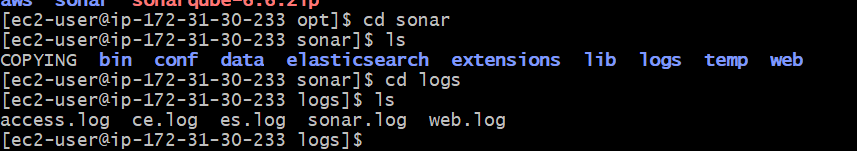 aws sonar sonarqube-6.6.zip
[ec2-user@ip-172-31-30-233 opt]$ cd sonar
[ec2-user@ip-172-31-30-233 sonar]$ ls
COPYING bin conf data elasticsearch extensions lib logs temp web
[ec2-user@ip-172-31-30-233 sonar]$ cd logs
[ec2-user@ip-172-31-30-233 logs]$ ls
access.log ce.log es.log sonar.log web.log
[ec2-user@ip-172-31-30-233 logs]$